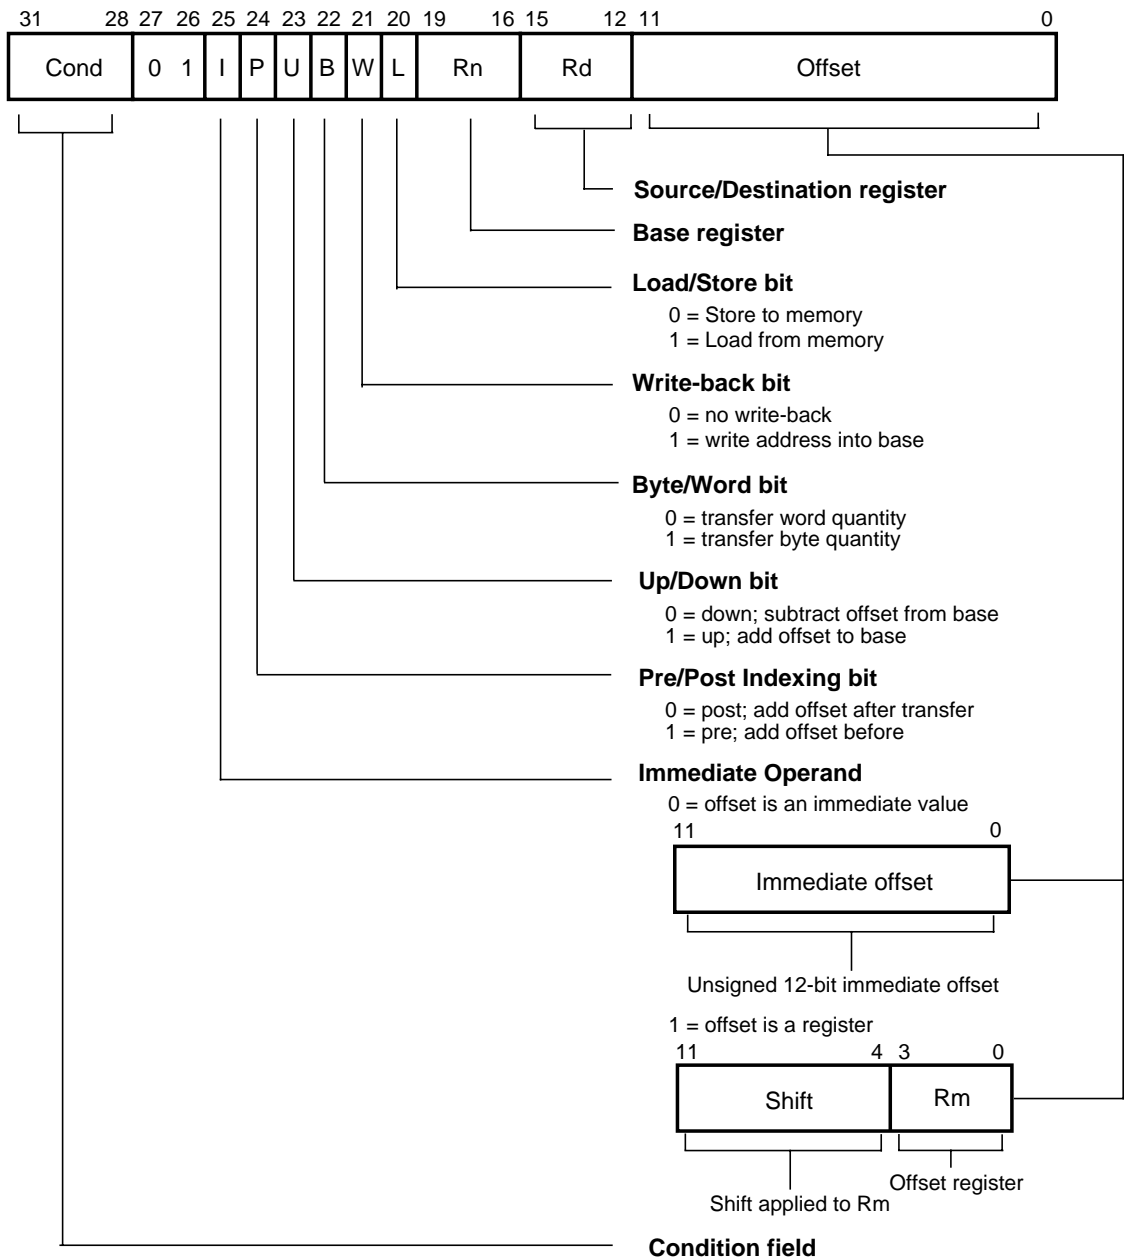 31 28 27 26 25 24 23 22 21 20 19 16 15 12 11 0
Cond 0 1 I P U B W L Rn Rd Offset
Source/Destination register
Base register
Load/Store bit
0 = Store to memory
1 = Load from memory
Write-back bit
0 = no write-back
1 = write address into base
Byte/Word bit
0 = transfer word quantity
1 = transfer byte quantity
Up/Down bit
0 = down; subtract offset from base
1 = up; add offset to base
Pre/Post Indexing bit
0 = post; add offset after transfer
1 = pre; add offset before
Immediate Operand
0 = offset is an immediate value
11 0
Immediate offset
Unsigned 12-bit immediate offset
1 = offset is a register
11 4 3 0
Shift Rm
Offset register
Shift applied to Rm
Condition field